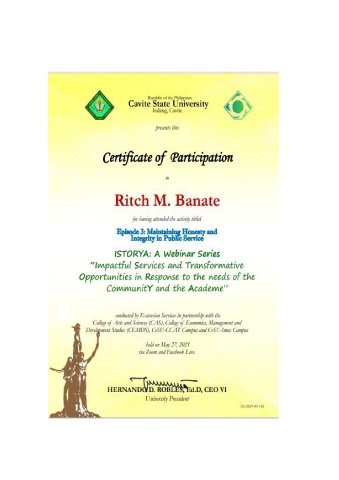 Republic of the Philippines
Cavite State University
Indang, Cavite
presents this
Certificate of Participation
to
Ritch M. Banate
for having attended the activity titled
Episode 3: Maintaining Honesty and
Integrity in Public Service
ISTORYA: A Webinar Series
"Impactful Services and Transformative
Opportunities in Response to the needs of the
CommunitY and the Academe"
conducted by Extension Services in partnership with the
College of Arts and Sciences (CAS), College of Economics, Management and
Development Studies (CEMDS), CvSU-CCAT Campus and CvSU-Imus Campus
held on May 27, 2021
via Zoom and Facebook Live.
HERNANDO D. ROBLES, Ed.D, CEO VI
University President